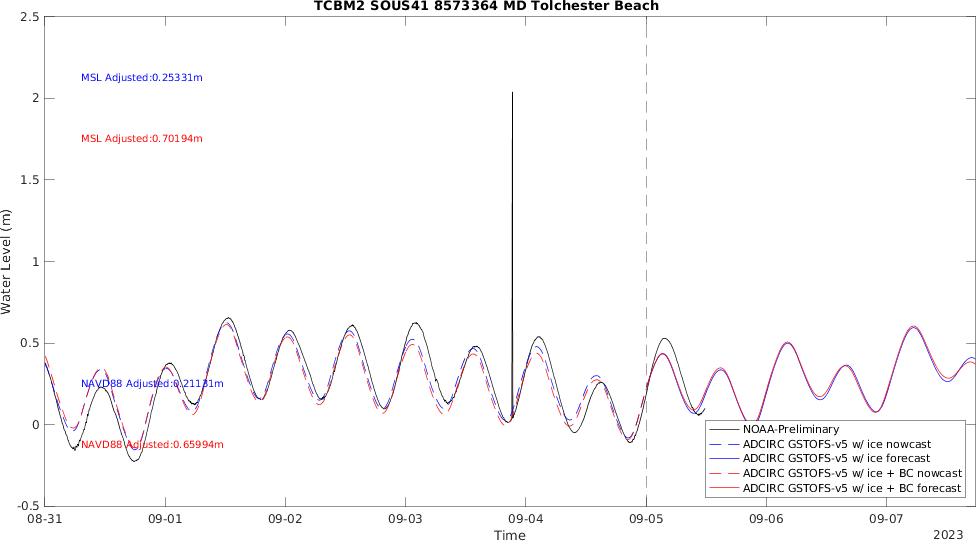 TCBM2 SOUS41 8573364 MD Tolchester Beach
2.5
2
1.5
1
0.5
0
-0.5
Water Level (m)
MSL Adjusted:0.25331m
MSL Adjusted:0.70194m
NAVD88 Adjusted:0.21131m
NAVD88 Adjusted:0.65994m
NOAA-Preliminary
ADCIRC GSTOFS-v5 w/ ice nowcast
ADCIRC GSTOFS-v5 w/ ice forecast
ADCIRC GSTOFS-v5 w/ ice + BC nowcast
ADCIRC GSTOFS-v5 w/ ice + BC forecast
08-31 09-01 09-02 09-03 09-04 09-05 09-06 09-07
Time
2023